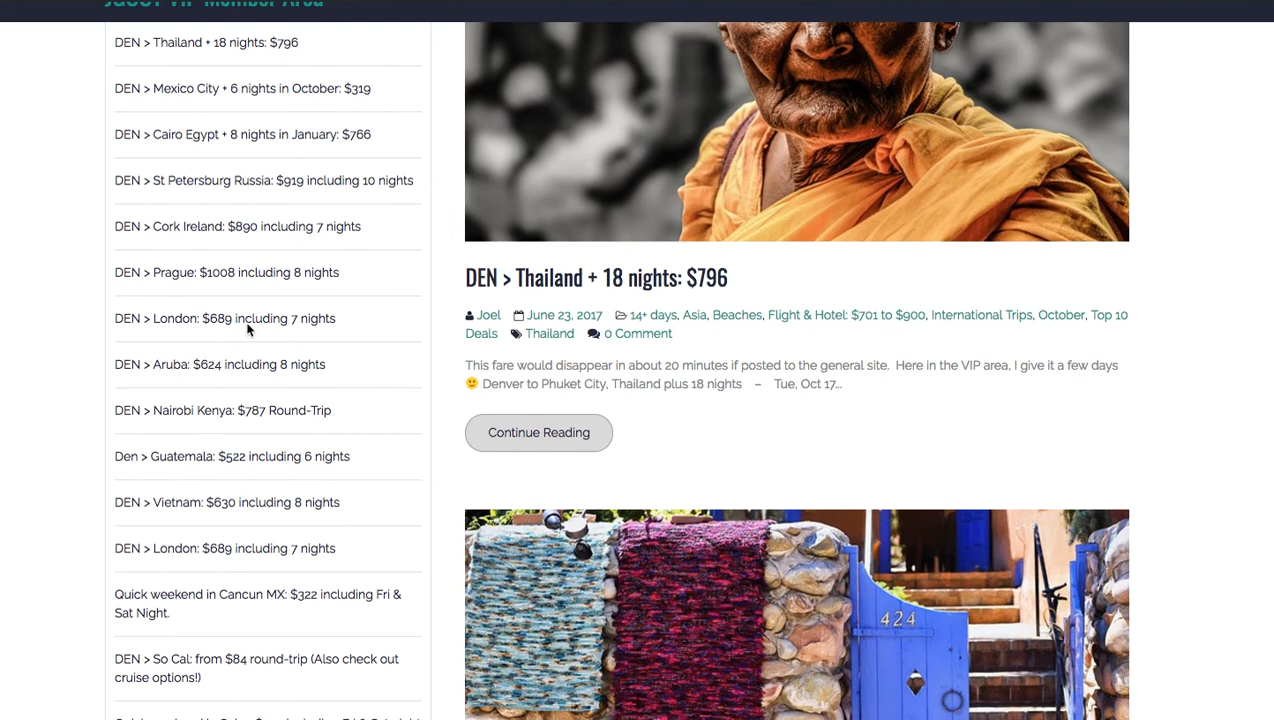 JGOOT VIP Member Area
DEN > Thailand + 18 nights: $796
DEN > Mexico City + 6 nights in October: $319
DEN > Cairo Egypt + 8 nights in January: $766
DEN > St Petersburg Russia: $919 including 10 nights
DEN > Cork Ireland: $890 including 7 nights
DEN > Prague: $1008 including 8 nights
DEN > London: $689 including 7 nights
DEN > Aruba: $624 including 8 nights
DEN > Nairobi Kenya: $787 Round-Trip
Den > Guatemala: $522 including 6 nights
DEN > Vietnam: $630 including 8 nights
DEN > London: $689 including 7 nights
Quick weekend in Cancun MX: $322 including Fri &
Sat Night.
DEN > So Cal: from $84 round-trip (Also check out
cruise options!)
DEN > Thailand + 18 nights: $796
Joel June 23, 2017 14+ days, Asia, Beaches, Flight & Hotel: $701 to $900, International Trips, October, Top 10
Deals Thailand 0 Comment
This fare would disappear in about 20 minutes if posted to the general site. Here in the VIP area, I give it a few days
🙂 Denver to Phuket City, Thailand plus 18 nights – Tue, Oct 17...
Continue Reading
424